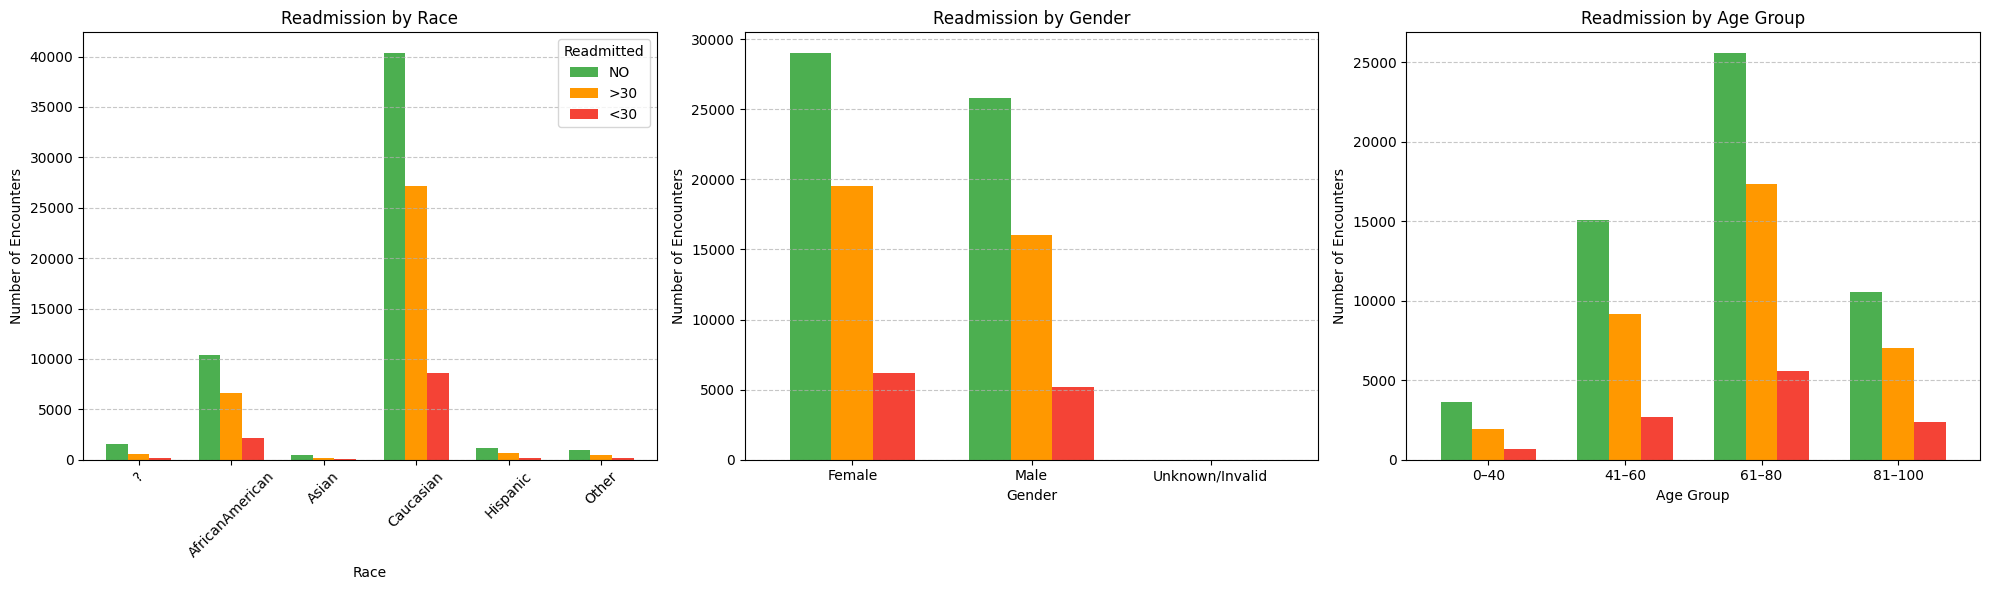 Readmission by Race
Number of Encounters
40000
35000
30000
25000
20000
15000
10000
5000
0
Readmitted
NO
>30
<30
?
AfricanAmerican
Asian
Caucasian
Hispanic
Other
Race
Readmission by Gender
Number of Encounters
30000
25000
20000
15000
10000
5000
0
Female
Male
Unknown/Invalid
Gender
Readmission by Age Group
Number of Encounters
25000
20000
15000
10000
5000
0
0–40
41–60
61–80
81–100
Age Group